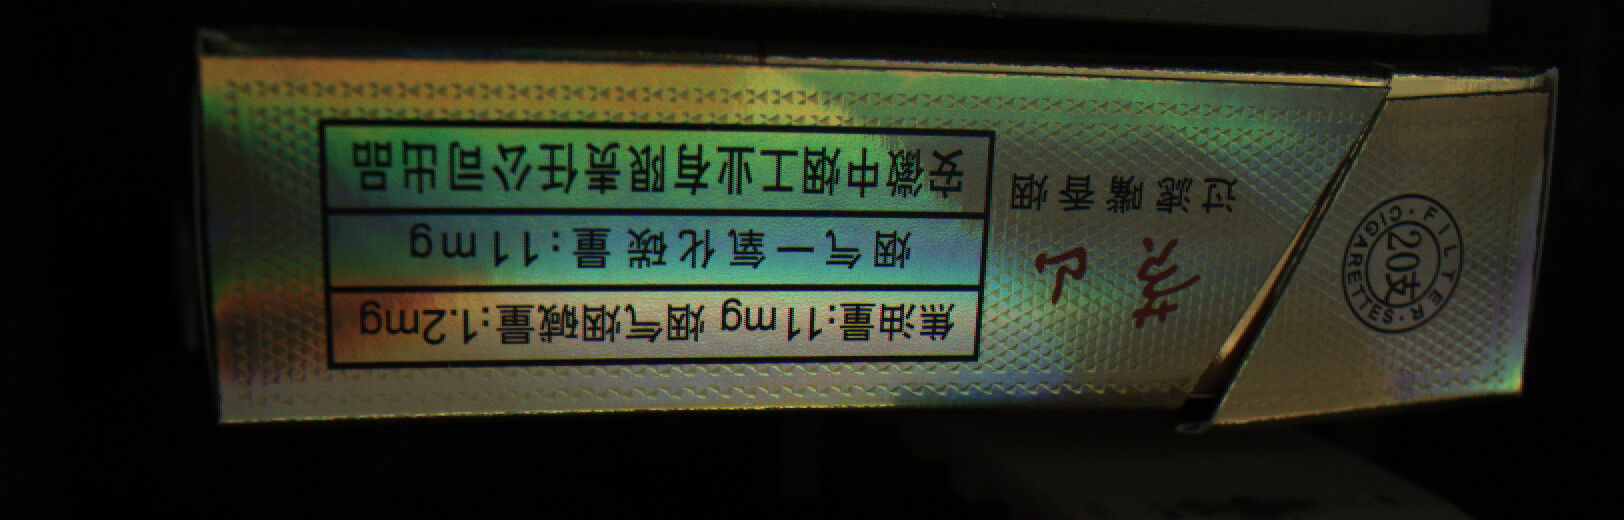 FILTER·CIGARETTES·
20支
过滤嘴香烟
焦油量:11mg 烟气烟碱量:1.2mg
烟气一氧化碳量:11mg
安徽中烟工业有限责任公司出品